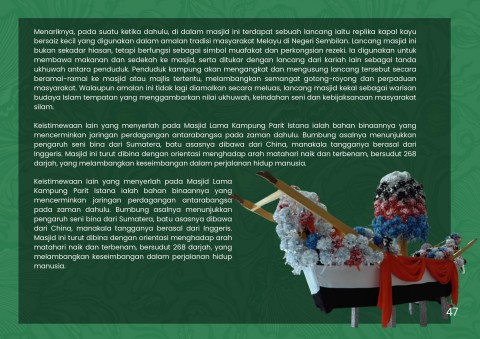 Menariknya, pada suatu ketika dahulu, di dalam masjid ini terdapat sebuah lancang iaitu replika kapal kayu
bersaiz kecil yang digunakan dalam amalan tradisi masyarakat Melayu di Negeri Sembilan. Lancang masjid ini
bukan sekadar hiasan, tetapi berfungsi sebagai simbol muafakat dan perkongsian rezeki. Ia digunakan untuk
membawa makanan dan sedekah ke masjid, serta ditukar dengan lancang dari kariah lain sebagai tanda
ukhuwah antara penduduk. Penduduk kampung akan mengangkat dan mengusung lancang tersebut secara
beramai-ramai ke masjid atau majlis tertentu, melambangkan semangat gotong-royong dan perpaduan
masyarakat. Walaupun amalan ini tidak lagi diamalkan secara meluas, lancang masjid kekal sebagai warisan
budaya Islam tempatan yang menggambarkan nilai ukhuwah, keindahan seni dan kebijaksanaan masyarakat
silam.
Keistimewaan lain yang menyerlah pada Masjid Lama Kampung Parit Istana ialah bahan binaannya yang
mencerminkan jaringan perdagangan antarabangsa pada zaman dahulu. Bumbung asalnya menunjukkan
pengaruh seni bina dari Sumatera, batu asasnya dibawa dari China, manakala tangganya berasal dari
Inggeris. Masjid ini turut dibina dengan orientasi menghadap arah matahari naik dan terbenam, bersudut 268
darjah, yang melambangkan keseimbangan dalam perjalanan hidup manusia.
Keistimewaan lain yang menyerlah pada Masjid Lama
Kampung Parit Istana ialah bahan binaannya yang
mencerminkan jaringan perdagangan antarabangsa
pada zaman dahulu. Bumbung asalnya menunjukkan
pengaruh seni bina dari Sumatera, batu asasnya dibawa
dari China, manakala tangganya berasal dari Inggeris.
Masjid ini turut dibina dengan orientasi menghadap arah
matahari naik dan terbenam, bersudut 268 darjah, yang
melambangkan keseimbangan dalam perjalanan hidup
manusia.
47